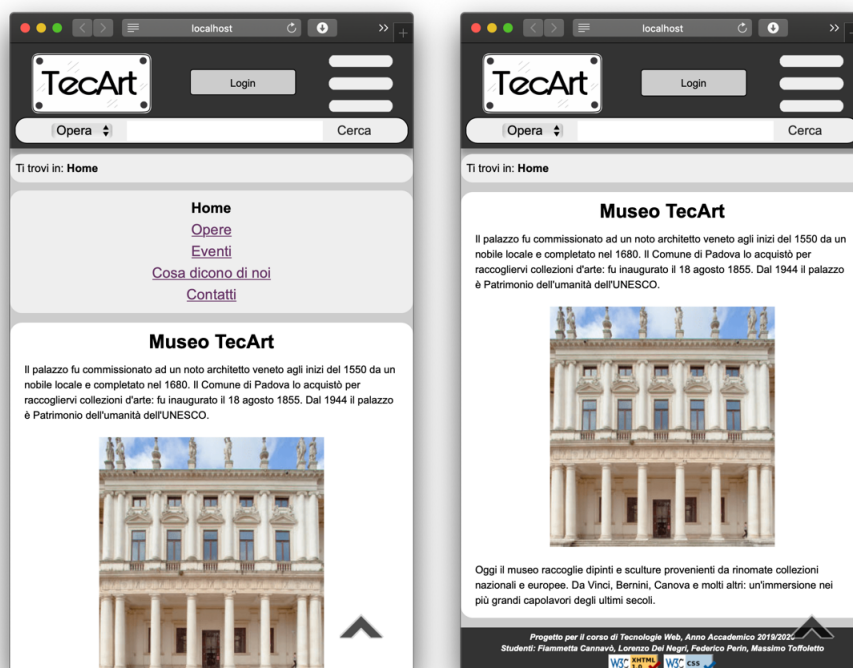 localhost
TecArt
Login
Opera
Cerca
Ti trovi in: Home
Home
Opere
Eventi
Cosa dicono di noi
Contatti
Museo TecArt
Il palazzo fu commissionato ad un noto architetto veneto agli inizi del 1550 da un
nobile locale e completato nel 1680. Il Comune di Padova lo acquistò per
raccogliervi collezioni d'arte: fu inaugurato il 18 agosto 1855. Dal 1944 il palazzo
è Patrimonio dell'umanità dell'UNESCO.
localhost
TecArt
Login
Opera
Cerca
Ti trovi in: Home
Museo TecArt
Il palazzo fu commissionato ad un noto architetto veneto agli inizi del 1550 da un
nobile locale e completato nel 1680. Il Comune di Padova lo acquistò per
raccogliervi collezioni d'arte: fu inaugurato il 18 agosto 1855. Dal 1944 il palazzo
è Patrimonio dell'umanità dell'UNESCO.
Oggi il museo raccoglie dipinti e sculture provenienti da rinomate collezioni
nazionali e europee. Da Vinci, Bernini, Canova e molti altri: un'immersione nei
più grandi capolavori degli ultimi secoli.
Progetto per il corso di Tecnologie Web, Anno Accademico 2019/2020
Studenti: Fiammetta Cannavò, Lorenzo Dei Negri, Federico Perin, Massimo Toffoletto
W3C XHTML 1.0 W3C css